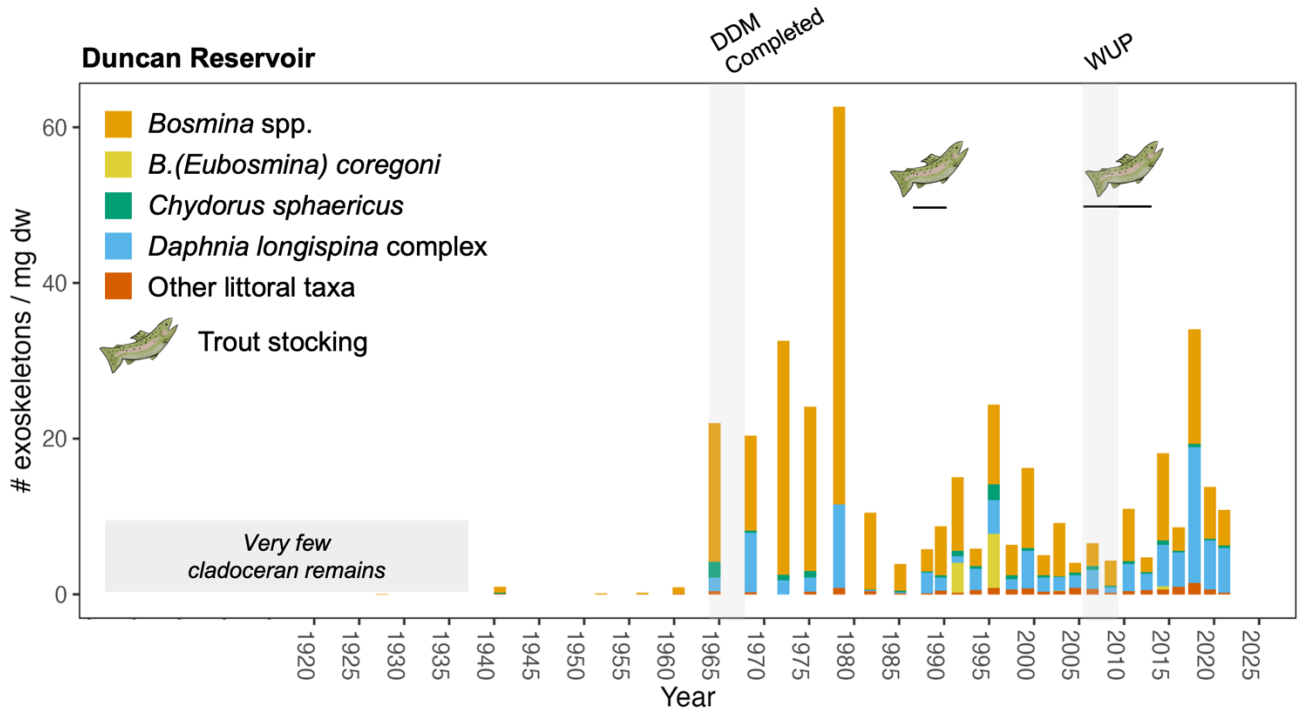 Duncan Reservoir
DDM
Completed
WUP
Bosmina spp.
B.(Eubosmina) coregoni
Chydorus sphaericus
Daphnia longispina complex
Other littoral taxa
Trout stocking
Very few
cladoceran remains
# exoskeletons / mg dw
60
40
20
0
1920
1925
1930
1935
1940
1945
1950
1955
1960
1965
1970
1975
1980
1985
1990
1995
2000
2005
2010
2015
2020
2025
Year